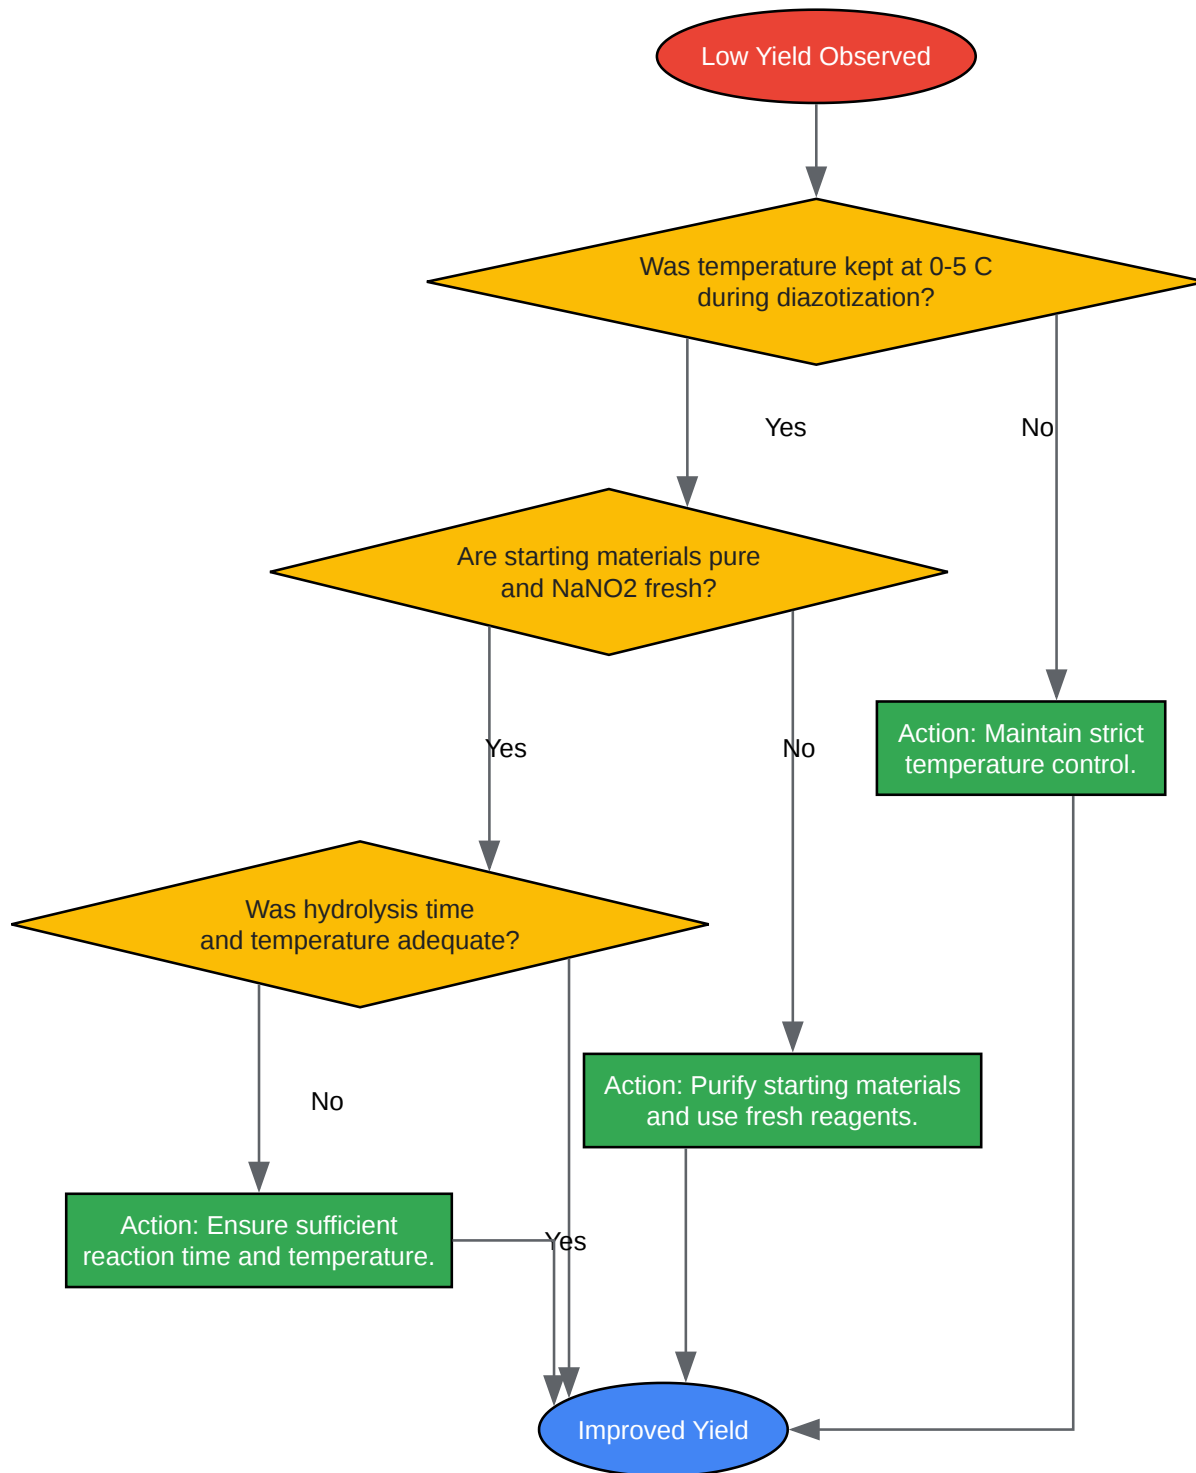 Low Yield Observed
Was temperature kept at 0-5 C
during diazotization?
Yes
No
Are starting materials pure
and NaNO2 fresh?
Yes
No
Action: Maintain strict
temperature control.
Was hydrolysis time
and temperature adequate?
No
Action: Purify starting materials
and use fresh reagents.
Action: Ensure sufficient
reaction time and temperature.
Yes
Improved Yield